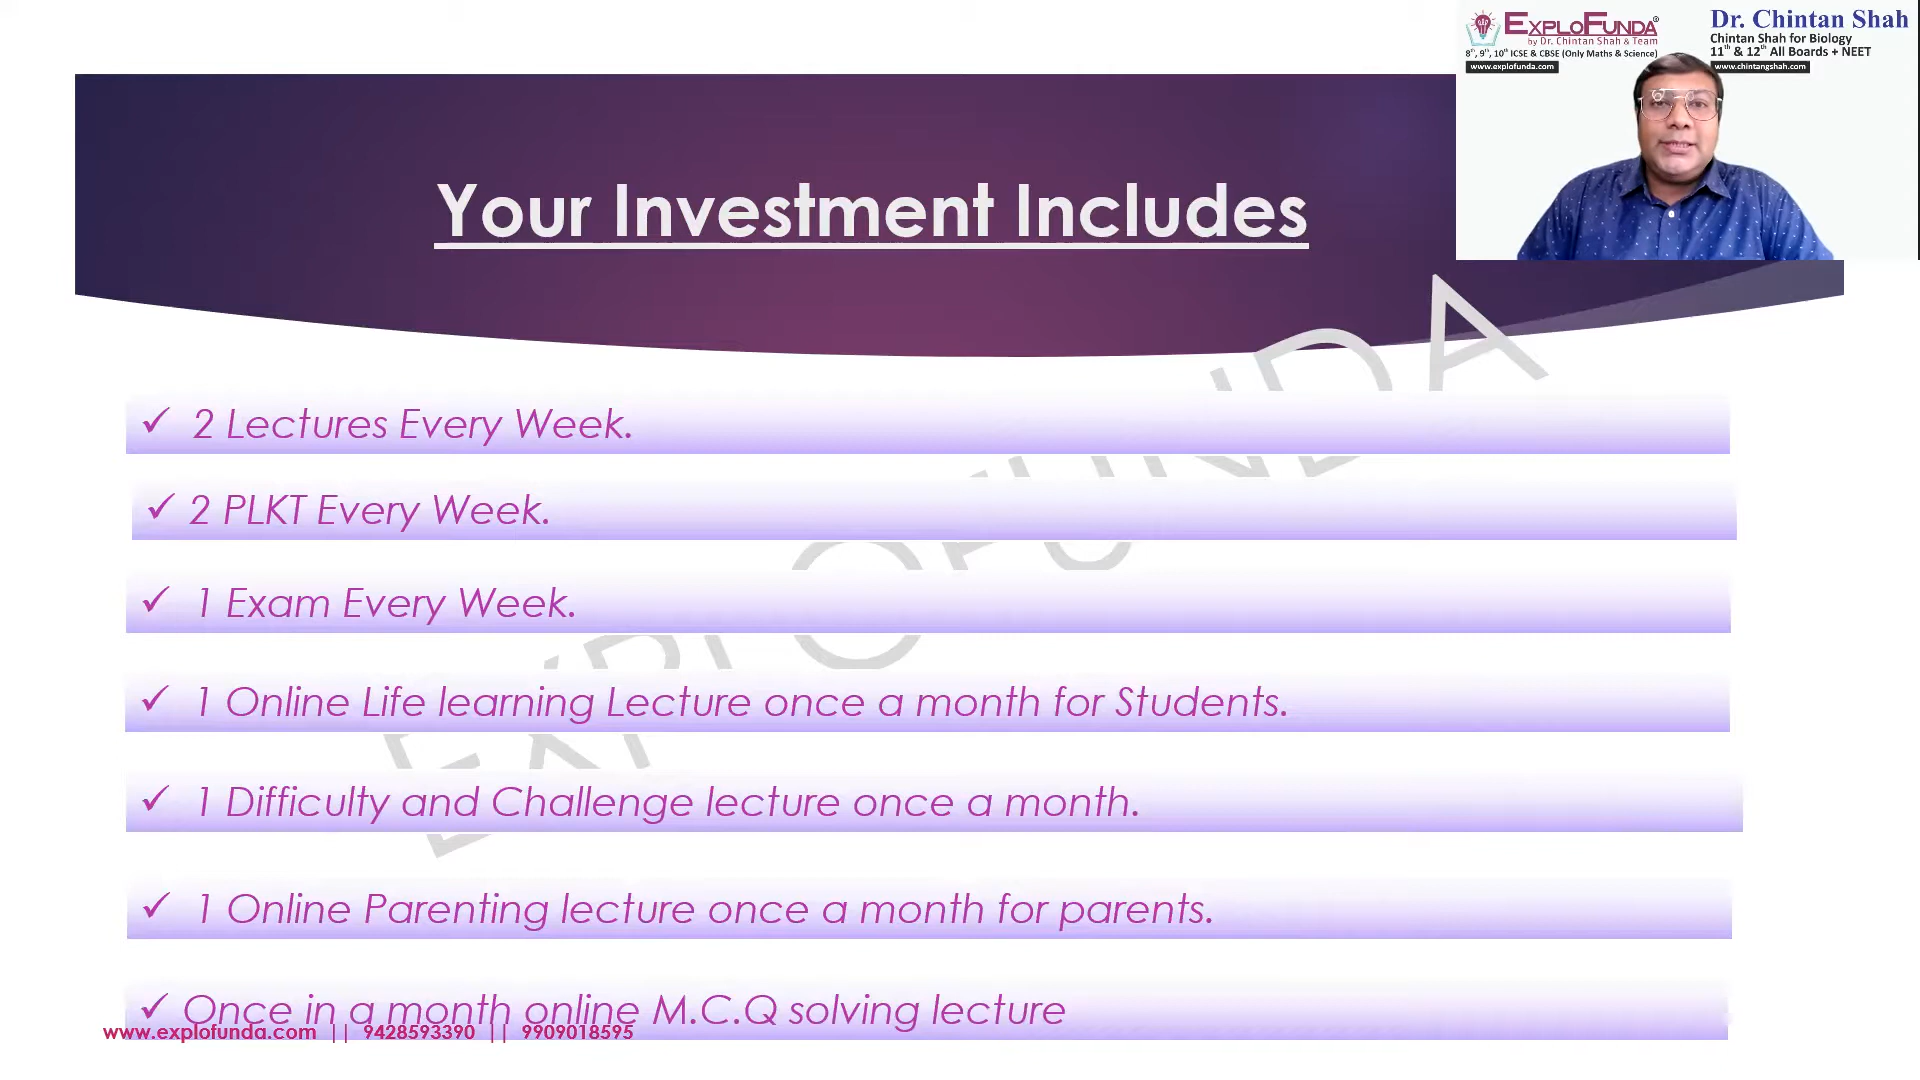 EXPLOFUNDA®
by Dr. Chintan Shah & Team
8th, 9th, 10th ICSE & CBSE (Only Maths & Science)
www.explofunda.com
Dr. Chintan Shah
Chintan Shah for Biology
11th & 12th All Boards + NEET
www.chintangshah.com
Your Investment Includes
✓ 2 Lectures Every Week.
✓ 2 PLKT Every Week.
✓ 1 Exam Every Week.
✓ 1 Online Life learning Lecture once a month for Students.
✓ 1 Difficulty and Challenge lecture once a month.
✓ 1 Online Parenting lecture once a month for parents.
✓ Once in a month online M.C.Q solving lecture
www.explofunda.com || 9428593390 || 9909018595
EXPLOFUNDA